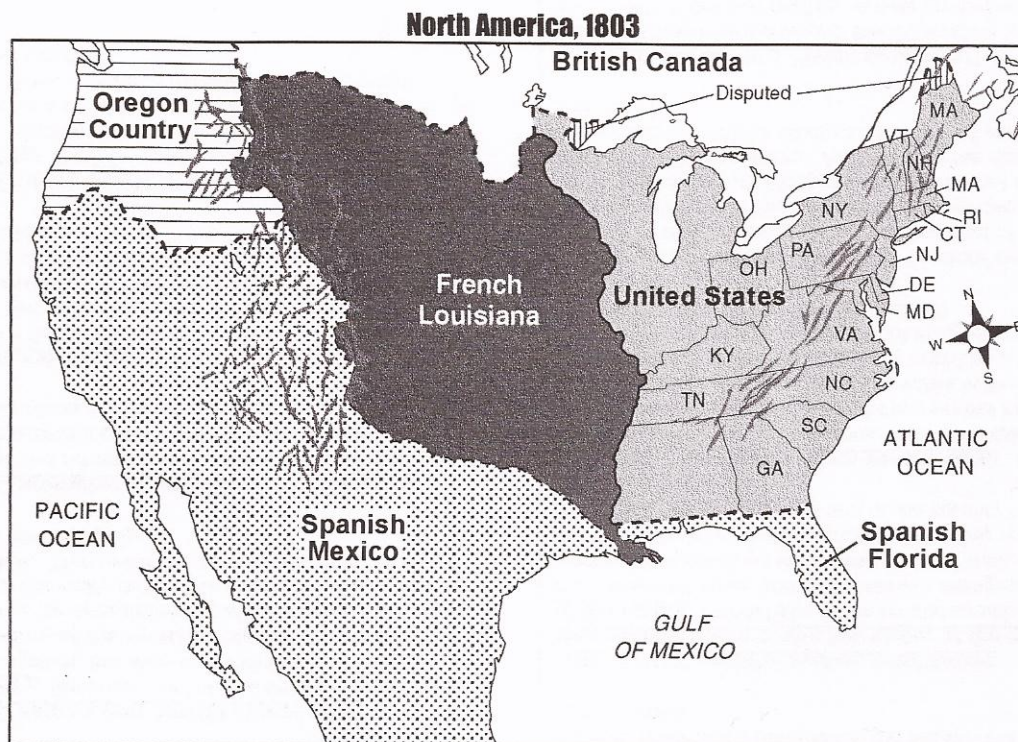 North America, 1803
British Canada
Disputed
Oregon
Country
MA
VT
NH
MA
NY
RI
CT
PA
NJ
OH
French
Louisiana
United States
DE
MD
VA
N
W
E
S
KY
NC
TN
SC
GA
ATLANTIC
OCEAN
PACIFIC
OCEAN
Spanish
Mexico
Spanish
Florida
GULF
OF MEXICO